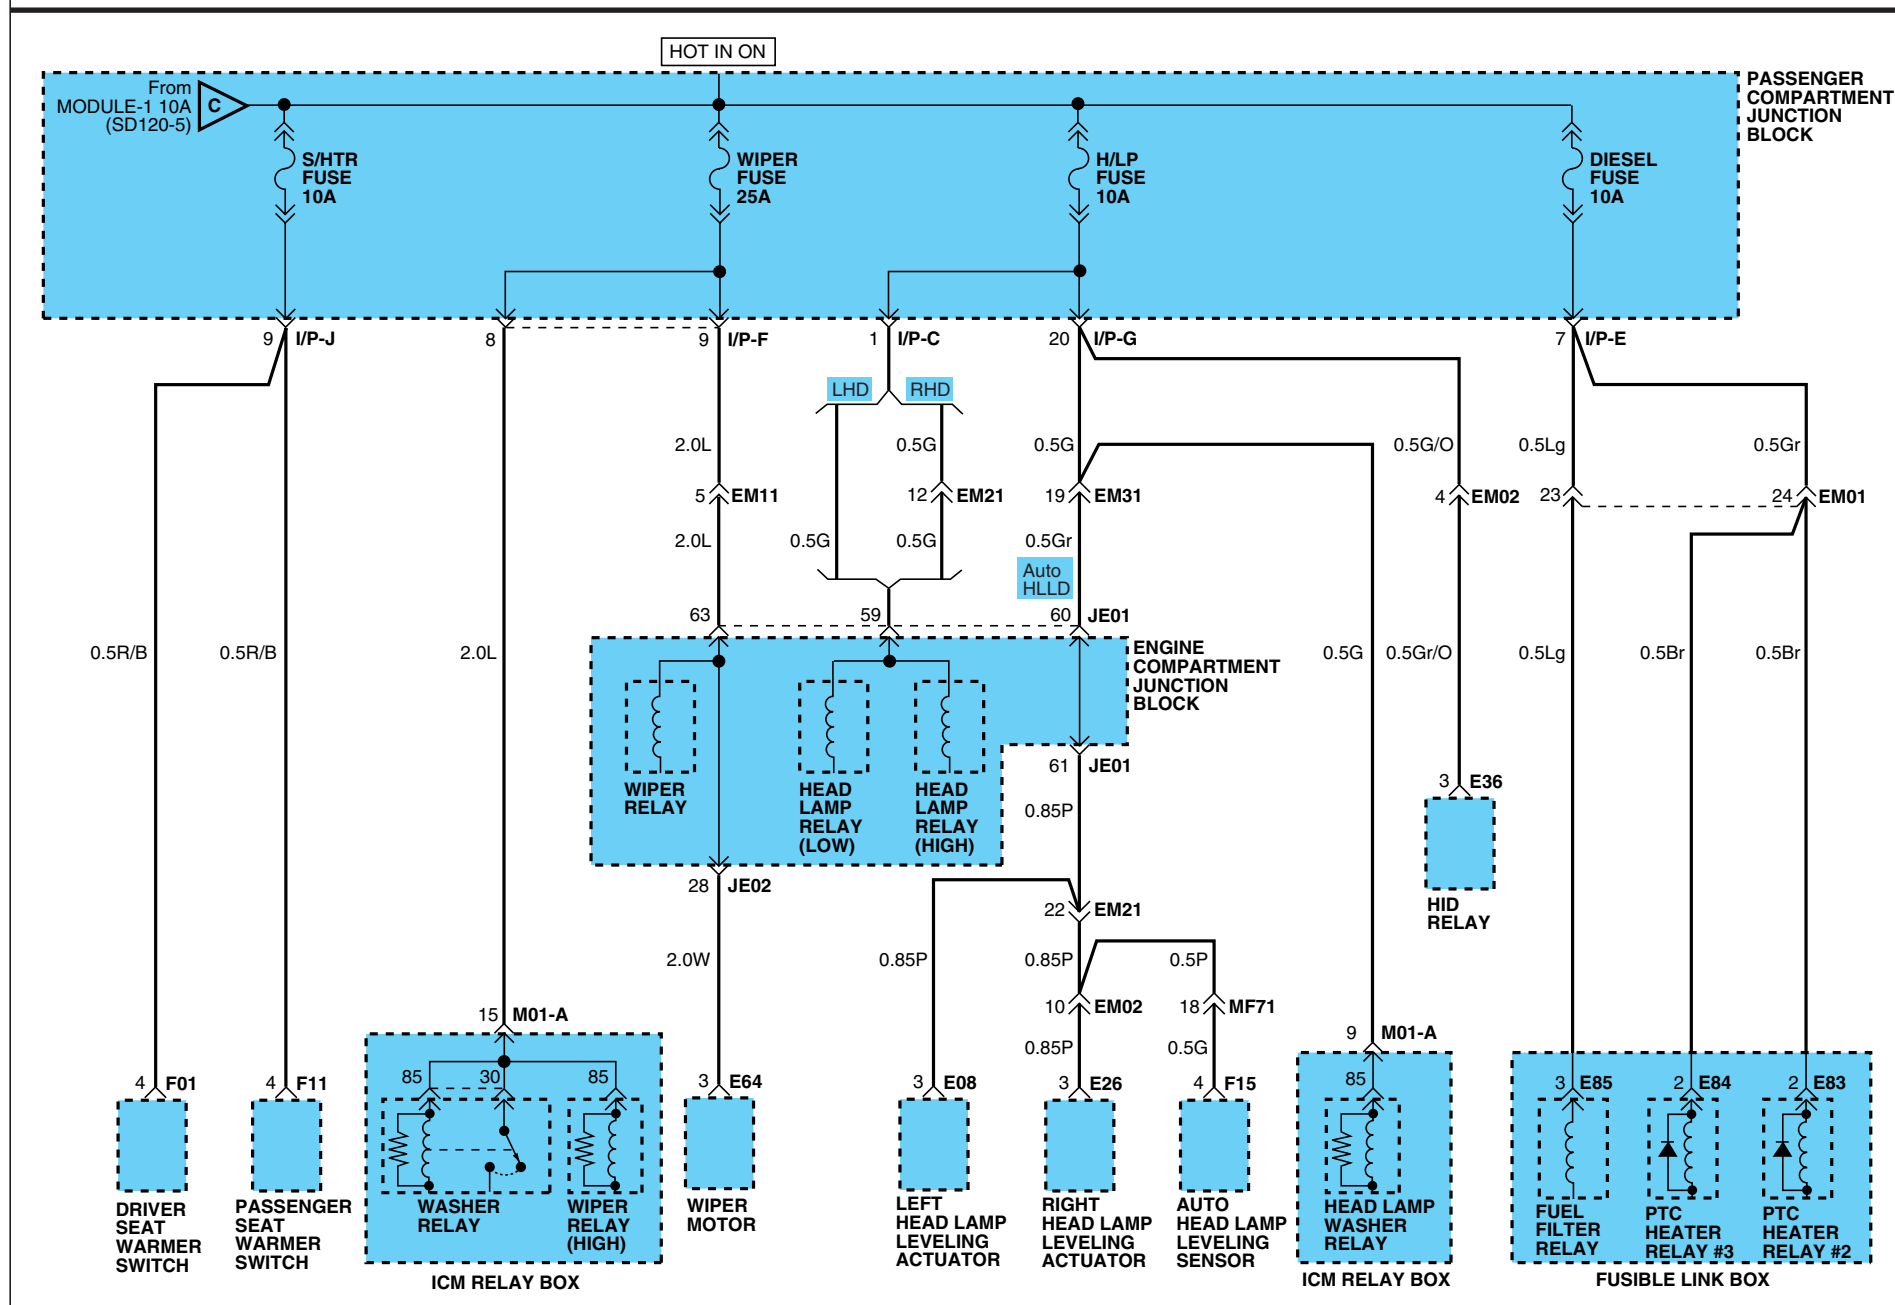 HOT IN ON
From
MODULE-1 10A
(SD120-5)
C
PASSENGER
COMPARTMENT
JUNCTION
BLOCK
S/HTR
FUSE
10A
WIPER
FUSE
25A
H/LP
FUSE
10A
DIESEL
FUSE
10A
9 I/P-J
8
9 I/P-F
1 I/P-C
20 I/P-G
7 I/P-E
LHD
RHD
2.0L
0.5G
0.5G
0.5G/O
0.5Lg
0.5Gr
5 EM11
12 EM21
19 EM31
4 EM02
23
24 EM01
2.0L
0.5G
0.5G
0.5Gr
Auto
HLLD
63
59
60 JE01
0.5R/B
0.5R/B
2.0L
0.5G
0.5Gr/O
0.5Lg
0.5Br
0.5Br
ENGINE
COMPARTMENT
JUNCTION
BLOCK
WIPER
RELAY
HEAD
LAMP
RELAY
(LOW)
HEAD
LAMP
RELAY
(HIGH)
61 JE01
0.85P
3 E36
HID
RELAY
28 JE02
22 EM21
2.0W
0.85P
0.85P
0.5P
10 EM02
18 MF71
0.85P
0.5G
15 M01-A
9 M01-A
4 F01
4 F11
85
30
85
3 E64
3 E08
3 E26
4 F15
85
3 E85
2 E84
2 E83
DRIVER
SEAT
WARMER
SWITCH
PASSENGER
SEAT
WARMER
SWITCH
WASHER
RELAY
WIPER
RELAY
(HIGH)
ICM RELAY BOX
WIPER
MOTOR
LEFT
HEAD LAMP
LEVELING
ACTUATOR
RIGHT
HEAD LAMP
LEVELING
ACTUATOR
AUTO
HEAD LAMP
LEVELING
SENSOR
HEAD LAMP
WASHER
RELAY
ICM RELAY BOX
FUEL
FILTER
RELAY
PTC
HEATER
RELAY #3
PTC
HEATER
RELAY #2
FUSIBLE LINK BOX